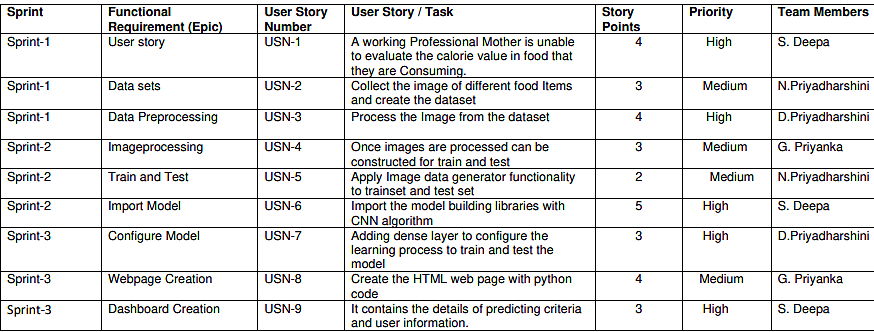 Sprint Functional Requirement (Epic) User Story Number User Story / Task Story Points Priority Team Members
Sprint-1 User story USN-1 A working Professional Mother is unable to evaluate the calorie value in food that they are Consuming. 4 High S. Deepa
Sprint-1 Data sets USN-2 Collect the image of different food Items and create the dataset 3 Medium N.Priyadharshini
Sprint-1 Data Preprocessing USN-3 Process the Image from the dataset 4 High D.Priyadharshini
Sprint-2 Imageprocessing USN-4 Once images are processed can be constructed for train and test 3 Medium G. Priyanka
Sprint-2 Train and Test USN-5 Apply Image data generator functionality to trainset and test set 2 Medium N.Priyadharshini
Sprint-2 Import Model USN-6 Import the model building libraries with CNN algorithm 5 High S. Deepa
Sprint-3 Configure Model USN-7 Adding dense layer to configure the learning process to train and test the model 3 High D.Priyadharshini
Sprint-3 Webpage Creation USN-8 Create the HTML web page with python code 4 Medium G. Priyanka
Sprint-3 Dashboard Creation USN-9 It contains the details of predicting criteria and user information. 3 High S. Deepa